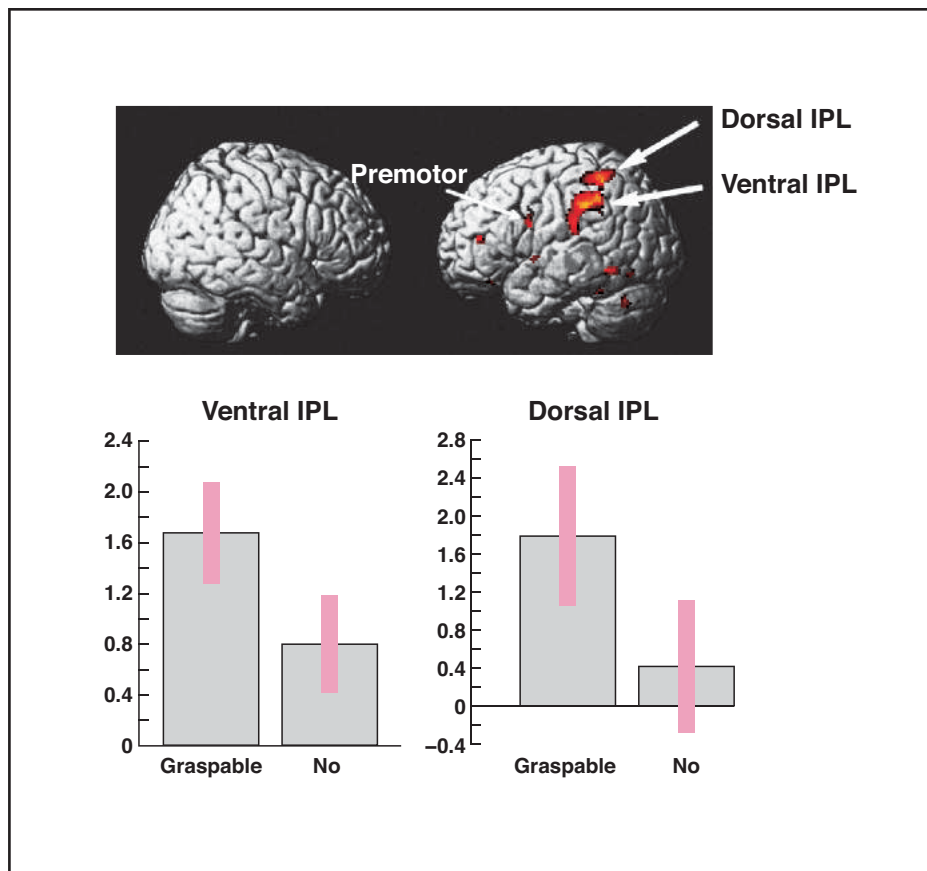 Dorsal IPL
Premotor
Ventral IPL
Ventral IPL
2.4
2.0
1.6
1.2
0.8
0.4
0
Graspable No
Dorsal IPL
2.8
2.4
2.0
1.6
1.2
0.8
0.4
0
−0.4
Graspable No